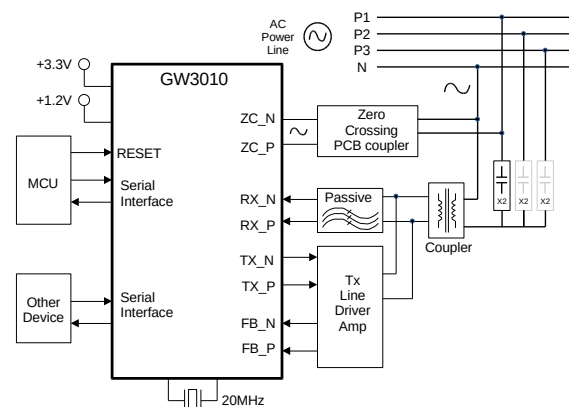 AC
Power
Line
P1
P2
P3
N
+3.3V
+1.2V
GW3010
ZC_N
ZC_P
Zero
Crossing
PCB coupler
MCU
RESET
Serial
Interface
RX_N
RX_P
Passive
Coupler
X2
X2
X2
TX_N
TX_P
FB_N
FB_P
Tx
Line
Driver
Amp
Other
Device
Serial
Interface
20MHz